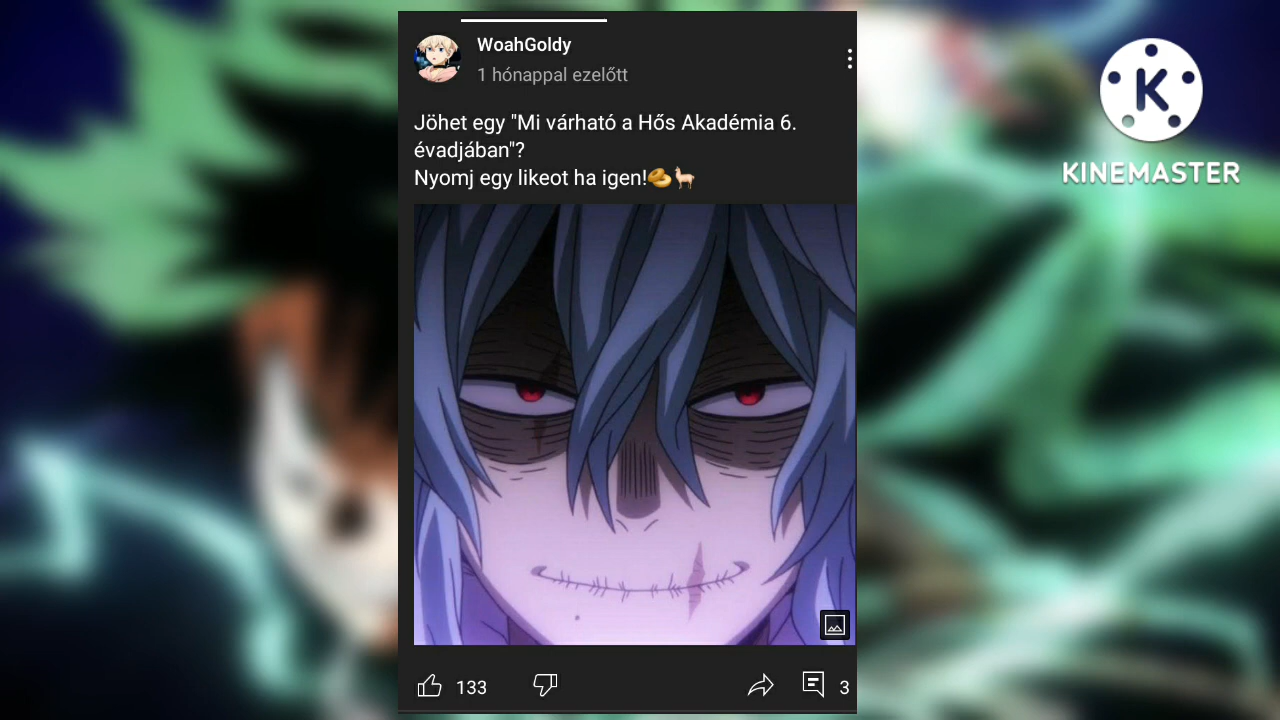 WoahGoldy
1 hónappal ezelőtt
Jöhet egy "Mi várható a Hős Akadémia 6.
évadjában"?
Nyomj egy likeot ha igen!🥯🦙
133
3
K
KINEMASTER